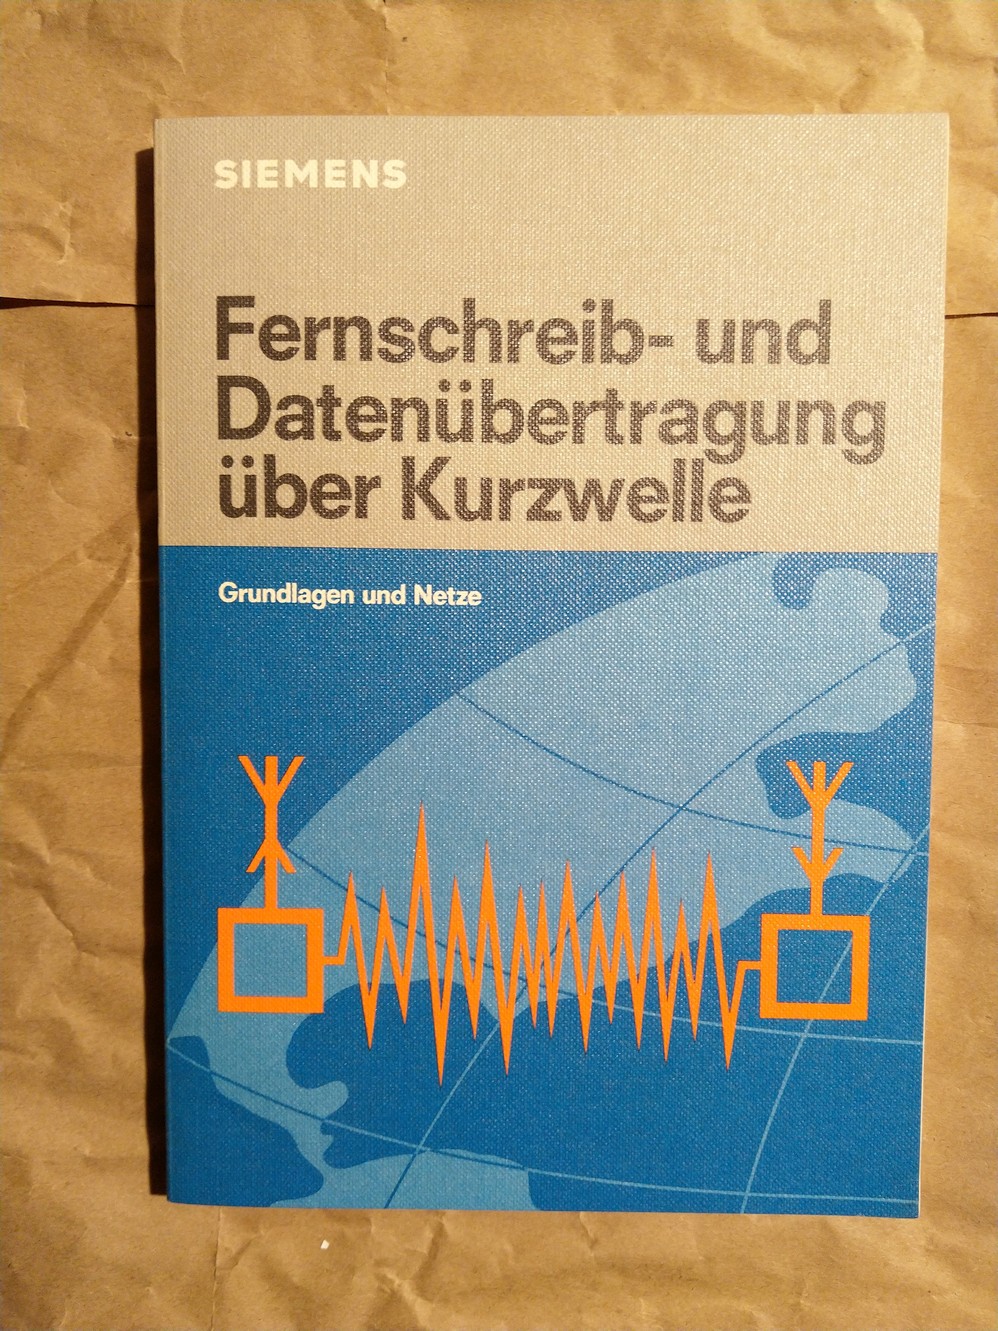 SIEMENS
Fernschreib- und
Datenübertragung
über Kurzwelle
Grundlagen und Netze